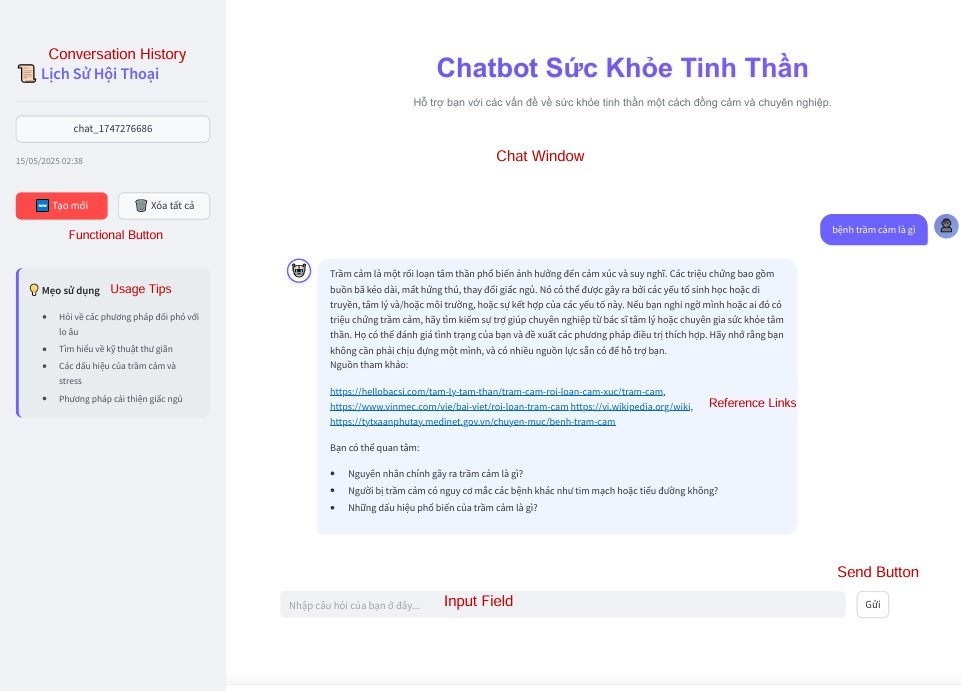 Conversation History
Lịch Sử Hội Thoại
chat_1747276686
15/05/2025 02:38
Tạo mới
Xóa tất cả
Functional Button
Mẹo sử dụng
Usage Tips
Hỏi về các phương pháp đối phó với
lo âu
Tìm hiểu về kỹ thuật thư giãn
Các dấu hiệu của trầm cảm và
stress
Phương pháp cải thiện giấc ngủ
Chatbot Sức Khỏe Tinh Thần
Hỗ trợ bạn với các vấn đề về sức khỏe tinh thần một cách đồng cảm và chuyên nghiệp.
Chat Window
bệnh trầm cảm là gì
Trầm cảm là một rối loạn tâm thần phổ biến ảnh hưởng đến cảm xúc và suy nghĩ. Các triệu chứng bao gồm
buồn bã kéo dài, mất hứng thú, thay đổi giấc ngủ. Nó có thể được gây ra bởi các yếu tố sinh học hoặc di
truyền, tâm lý và/hoặc môi trường, hoặc sự kết hợp của các yếu tố này. Nếu bạn nghi ngờ mình hoặc ai đó có
triệu chứng trầm cảm, hãy tìm kiếm sự trợ giúp chuyên nghiệp từ bác sĩ tâm lý hoặc chuyên gia sức khỏe tâm
thần. Họ có thể đánh giá tình trạng của bạn và đề xuất các phương pháp điều trị thích hợp. Hãy nhớ rằng bạn
không cần phải chịu đựng một mình, và có nhiều nguồn lực sẵn có để hỗ trợ bạn.
Nguồn tham khảo:
https://hellobacsi.com/tam-ly-tam-than/tram-cam-roi-loan-cam-xuc/tram-cam,
https://www.vinmec.com/vie/bai-viet/roi-loan-tram-cam https://vi.wikipedia.org/wiki,
https://tytxaanphutay.medinet.gov.vn/chuyen-muc/benh-tram-cam
Reference Links
Bạn có thể quan tâm:
Nguyên nhân chính gây ra trầm cảm là gì?
Người bị trầm cảm có nguy cơ mắc các bệnh khác như tim mạch hoặc tiểu đường không?
Những dấu hiệu phổ biến của trầm cảm là gì?
Send Button
Nhập câu hỏi của bạn ở đây...
Input Field
Gửi